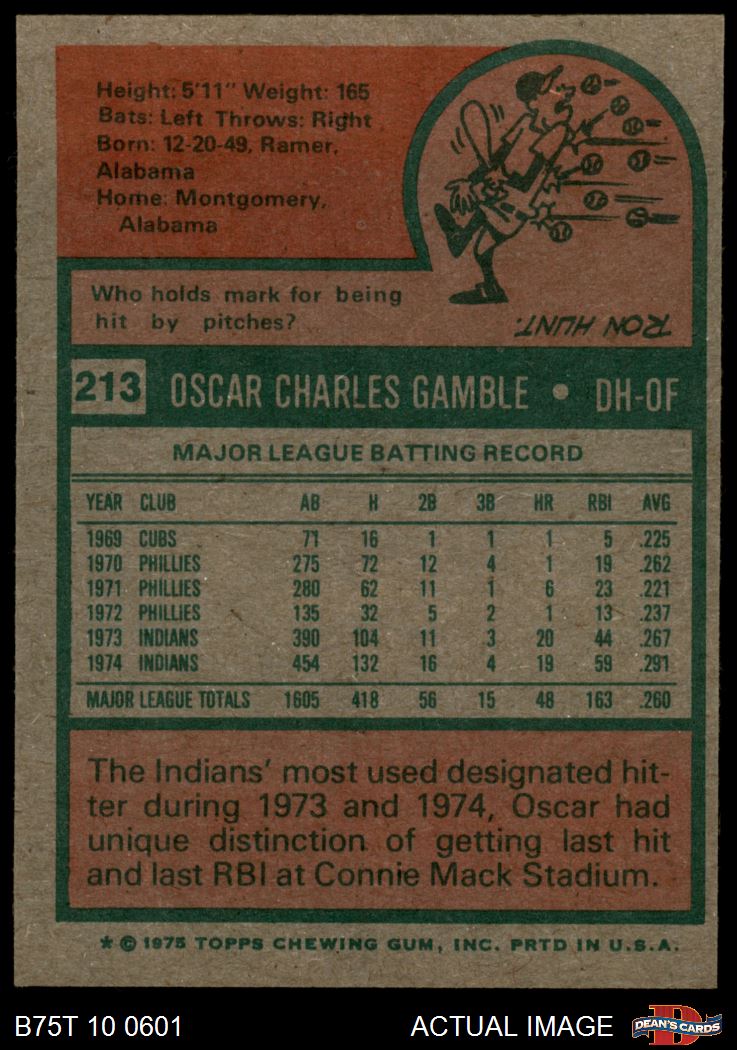 Height: 5'11" Weight: 165
Bats: Left Throws: Right
Born: 12-20-49, Ramer,
Alabama
Home: Montgomery,
Alabama
Who holds mark for being
hit by pitches?
RON HUNT.
213 OSCAR CHARLES GAMBLE • DH-OF
MAJOR LEAGUE BATTING RECORD
YEAR CLUB AB H 2B 3B HR RBI AVG
1969 CUBS 71 16 1 1 1 5 .225
1970 PHILLIES 275 72 12 4 1 19 .262
1971 PHILLIES 280 62 11 1 6 23 .221
1972 PHILLIES 135 32 5 2 1 13 .237
1973 INDIANS 390 104 11 3 20 44 .267
1974 INDIANS 454 132 16 4 19 59 .291
MAJOR LEAGUE TOTALS 1605 418 56 15 48 163 .260
The Indians' most used designated hit-
ter during 1973 and 1974, Oscar had
unique distinction of getting last hit
and last RBI at Connie Mack Stadium.
* © 1975 TOPPS CHEWING GUM, INC. PRTD IN U.S.A.
B75T 10 0601 ACTUAL IMAGE DEAN'S CARDS